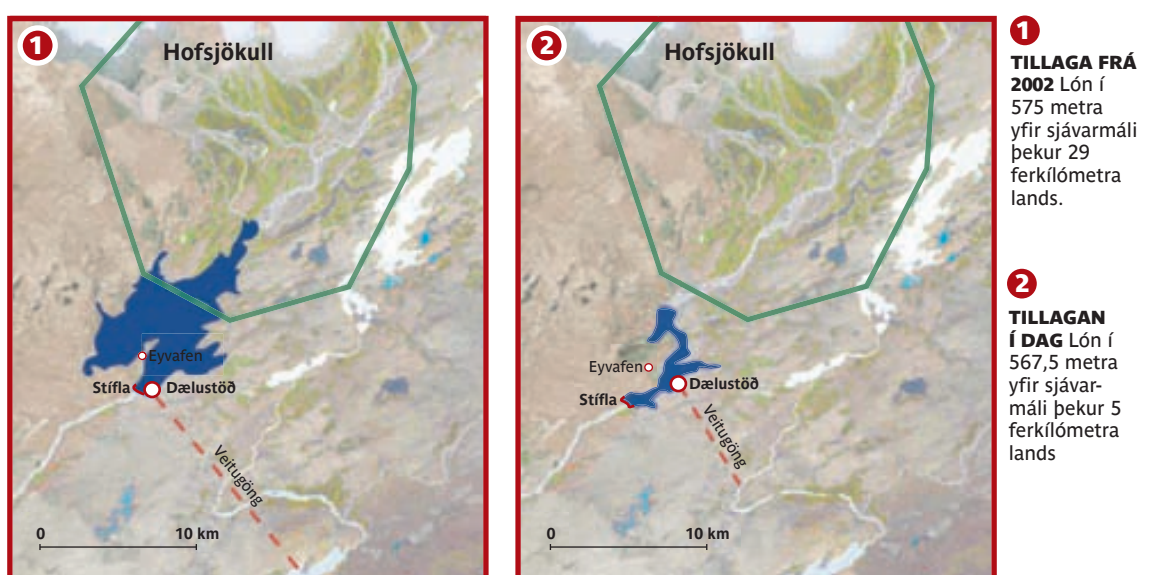 1
Hofsjökull
Eyvafen
Stífla
Dælustöð
Veitugöng
0 10 km
2
Hofsjökull
Eyvafen
Dælustöð
Stífla
Veitugöng
0 10 km
1
TILLAGA FRÁ
2002 Lón í
575 metra
yfir sjávarmáli
þekur 29
ferkílómetra
lands.
2
TILLAGAN
Í DAG Lón í
567,5 metra
yfir sjávar-
máli þekur 5
ferkílómetra
lands